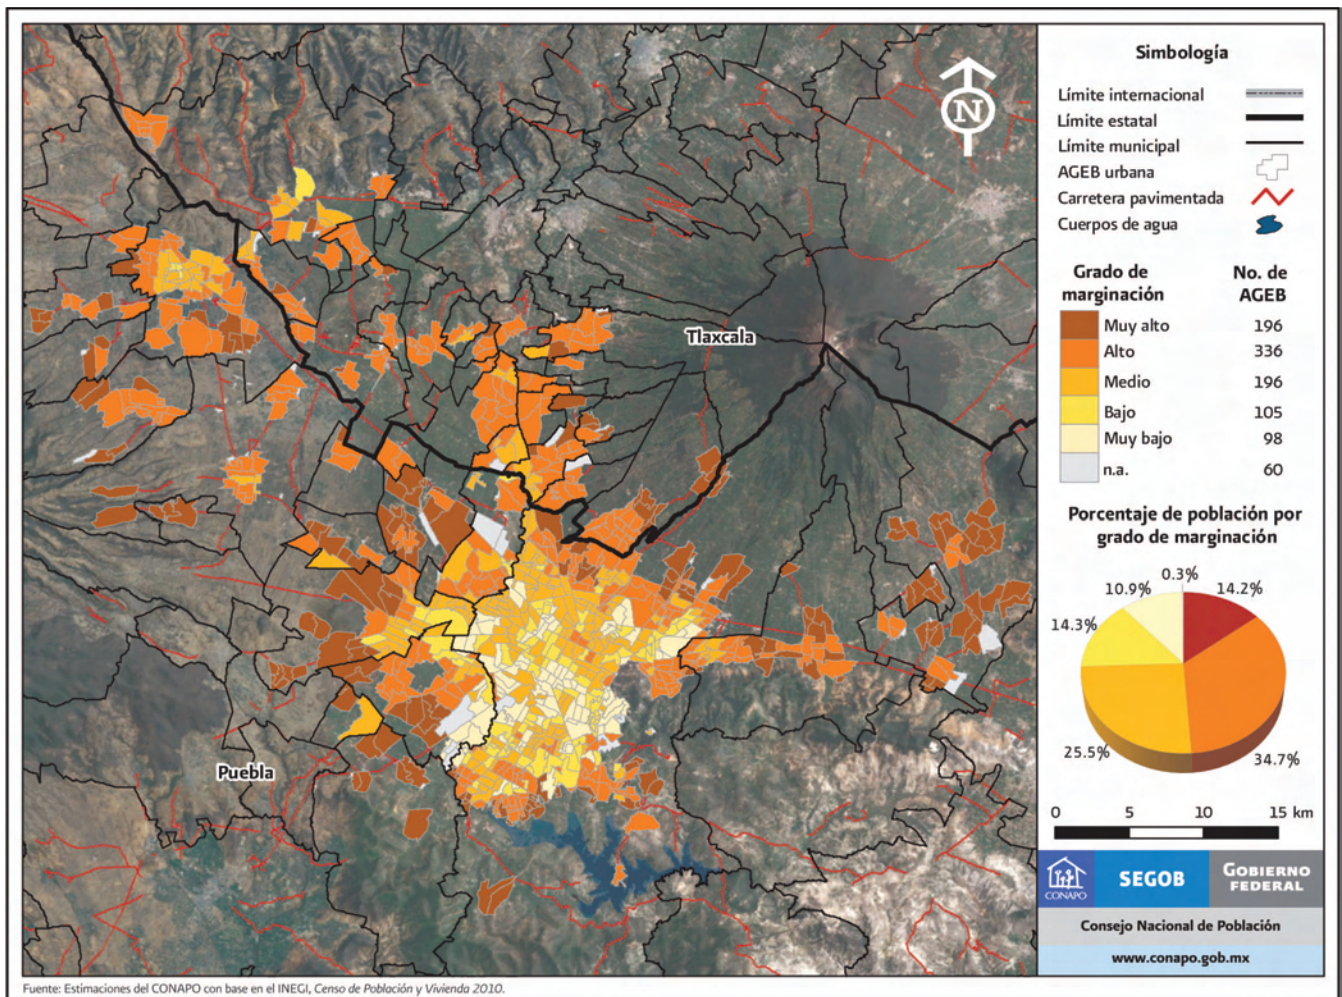 N
Tlaxcala
Puebla
Simbología
Límite internacional
Límite estatal
Límite municipal
AGEB urbana
Carretera pavimentada
Cuerpos de agua
Grado de marginación No. de AGEB
Muy alto 196
Alto 336
Medio 196
Bajo 105
Muy bajo 98
n.a. 60
Porcentaje de población por
grado de marginación
0.3%
10.9% 14.2%
14.3%
25.5% 34.7%
0 5 10 15 km
CONAPO
SEGOB
GOBIERNO
FEDERAL
Consejo Nacional de Población
www.conapo.gob.mx
Fuente: Estimaciones del CONAPO con base en el INEGI, Censo de Población y Vivienda 2010.